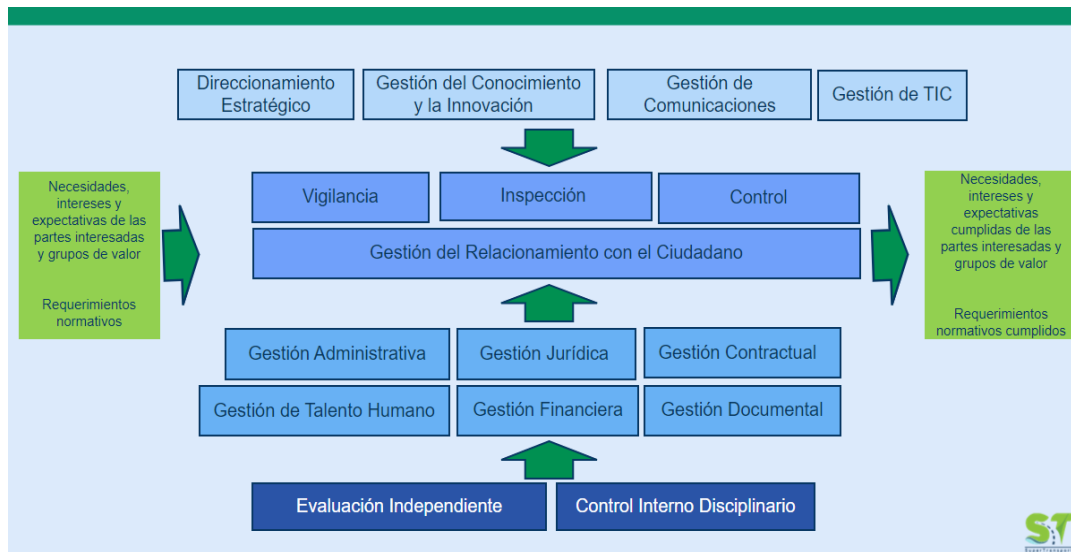 Direccionamiento
Estratégico
Gestión del Conocimiento
y la Innovación
Gestión de
Comunicaciones
Gestión de TIC
Necesidades,
intereses y
expectativas de las
partes interesadas
y grupos de valor
Requerimientos
normativos
Vigilancia
Inspección
Control
Gestión del Relacionamiento con el Ciudadano
Necesidades,
intereses y
expectativas
cumplidas de las
partes interesadas y
grupos de valor
Requerimientos
normativos cumplidos
Gestión Administrativa
Gestión Jurídica
Gestión Contractual
Gestión de Talento Humano
Gestión Financiera
Gestión Documental
Evaluación Independiente
Control Interno Disciplinario
ST